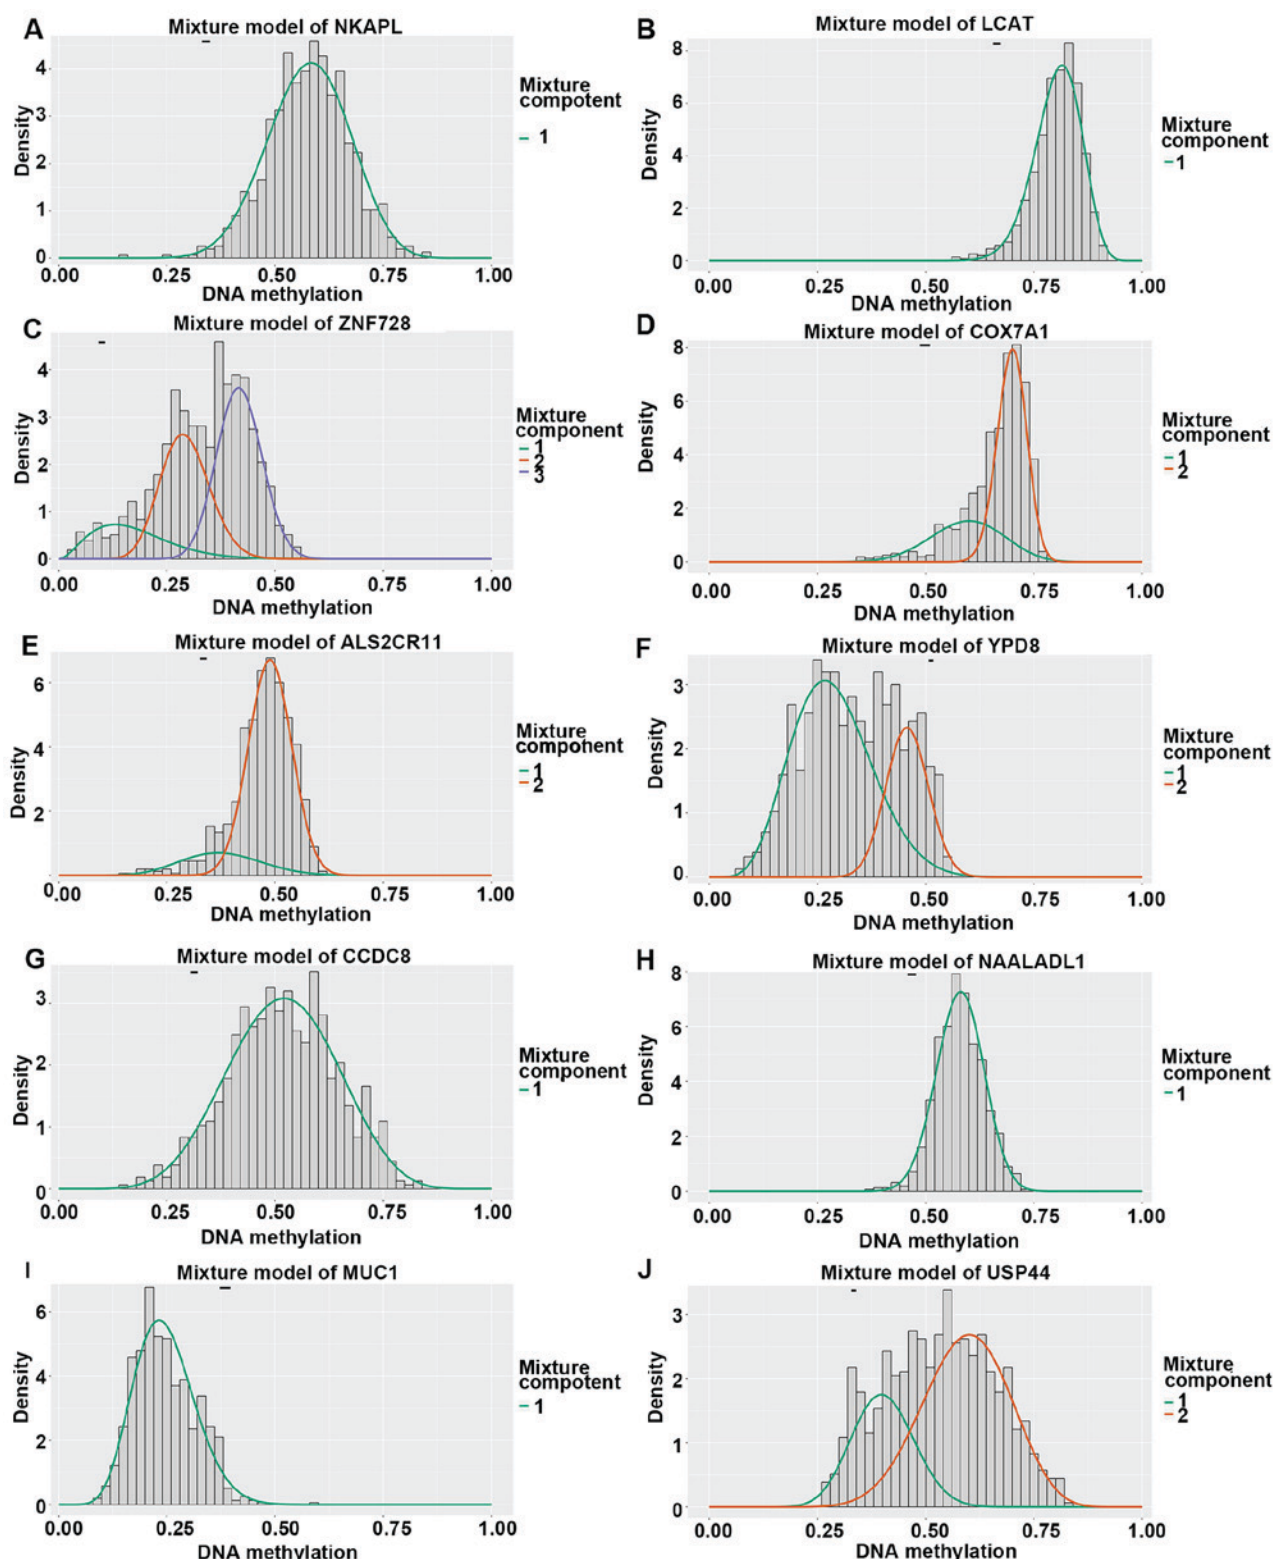 A
Mixture model of NKAPL
Density
4
3
2
1
0
0.00 0.25 0.50 0.75 1.00
DNA methylation
Mixture
compotent
1
B
Mixture model of LCAT
Density
8
6
4
2
0
0.00 0.25 0.50 0.75 1.00
DNA methylation
Mixture
component
1
C
Mixture model of ZNF728
Density
4
3
2
1
0
0.00 0.25 0.50 0.75 1.00
DNA methylation
Mixture
component
1
2
3
D
Mixture model of COX7A1
Density
8
6
4
2
0
0.00 0.25 0.50 0.75 1.00
DNA methylation
Mixture
component
1
2
E
Mixture model of ALS2CR11
Density
6
4
2
0.00 0.25 0.50 0.75 1.00
DNA methylation
Mixture
component
1
2
F
Mixture model of YPD8
Density
3
2
1
0
0.00 0.25 0.50 0.75 1.00
DNA methylation
Mixture
component
1
2
G
Mixture model of CCDC8
Density
3
2
1
0
0.00 0.25 0.50 0.75 1.00
DNA methylation
Mixture
component
1
H
Mixture model of NAALADL1
Density
8
6
4
2
0
0.00 0.25 0.50 0.75 1.00
DNA methylation
Mixture
component
1
I
Mixture model of MUC1
Density
6
4
2
0
0.00 0.25 0.50 0.75 1.00
DNA methylation
Mixture
compotent
1
J
Mixture model of USP44
Density
3
2
1
0
0.00 0.25 0.50 0.75 1.00
DNA methylation
Mixture
component
1
2